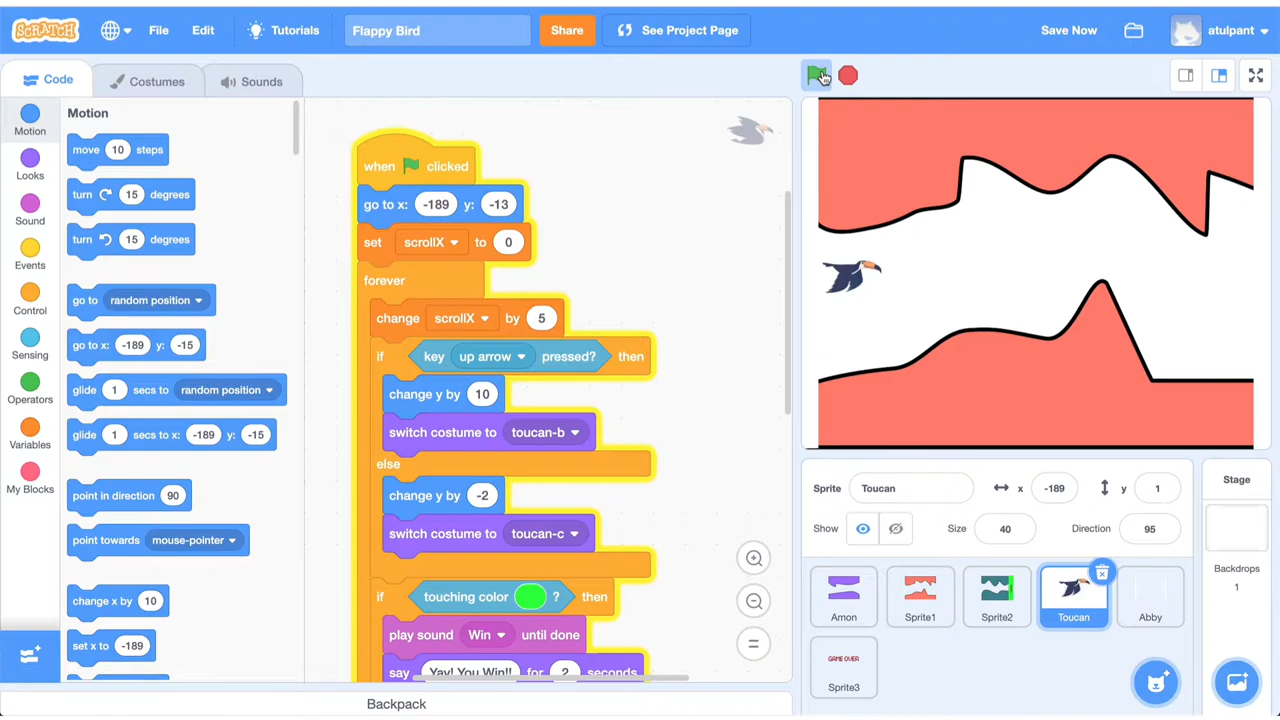 SCRATCH File Edit Tutorials Flappy Bird Share See Project Page Save Now atulpant
Code Costumes Sounds
Motion
Looks
Sound
Events
Control
Sensing
Operators
Variables
My Blocks
Motion
move 10 steps
turn 15 degrees
turn 15 degrees
go to random position
go to x: -189 y: -15
glide 1 secs to random position
glide 1 secs to x: -189 y: -15
point in direction 90
point towards mouse-pointer
change x by 10
set x to -189
when clicked
go to x: -189 y: -13
set scrollX to 0
forever
change scrollX by 5
if key up arrow pressed? then
change y by 10
switch costume to toucan-b
else
change y by -2
switch costume to toucan-c
if touching color ? then
play sound Win until done
say Yay! You Win!! for 2 seconds
Backpack
Sprite Toucan x -189 y 1
Show Size 40 Direction 95
Amon Sprite1 Sprite2 Toucan Abby
GAME OVER
Sprite3
Stage
Backdrops
1